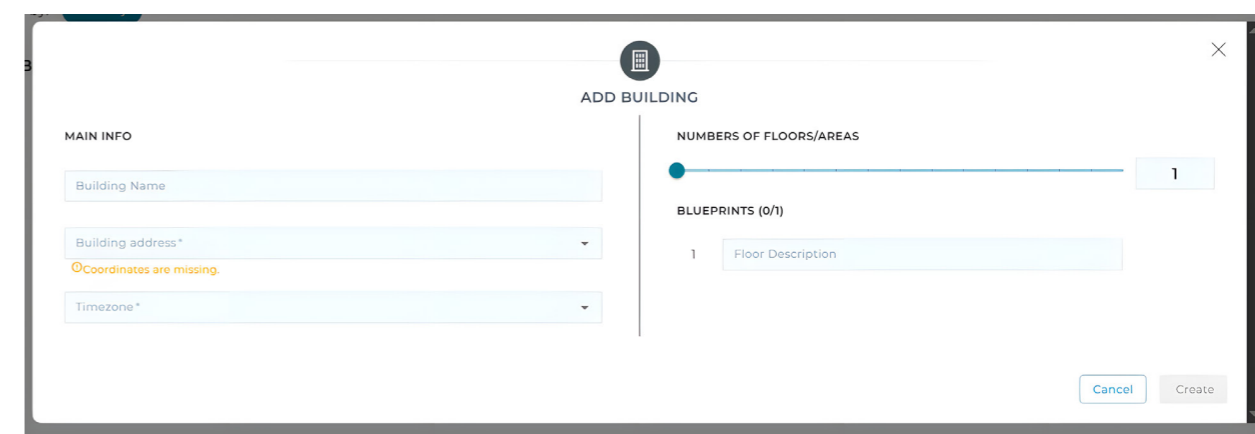 ADD BUILDING
MAIN INFO
Building Name
Building address*
Coordinates are missing.
Timezone*
NUMBERS OF FLOORS/AREAS
1
BLUEPRINTS (0/1)
1 Floor Description
Cancel Create